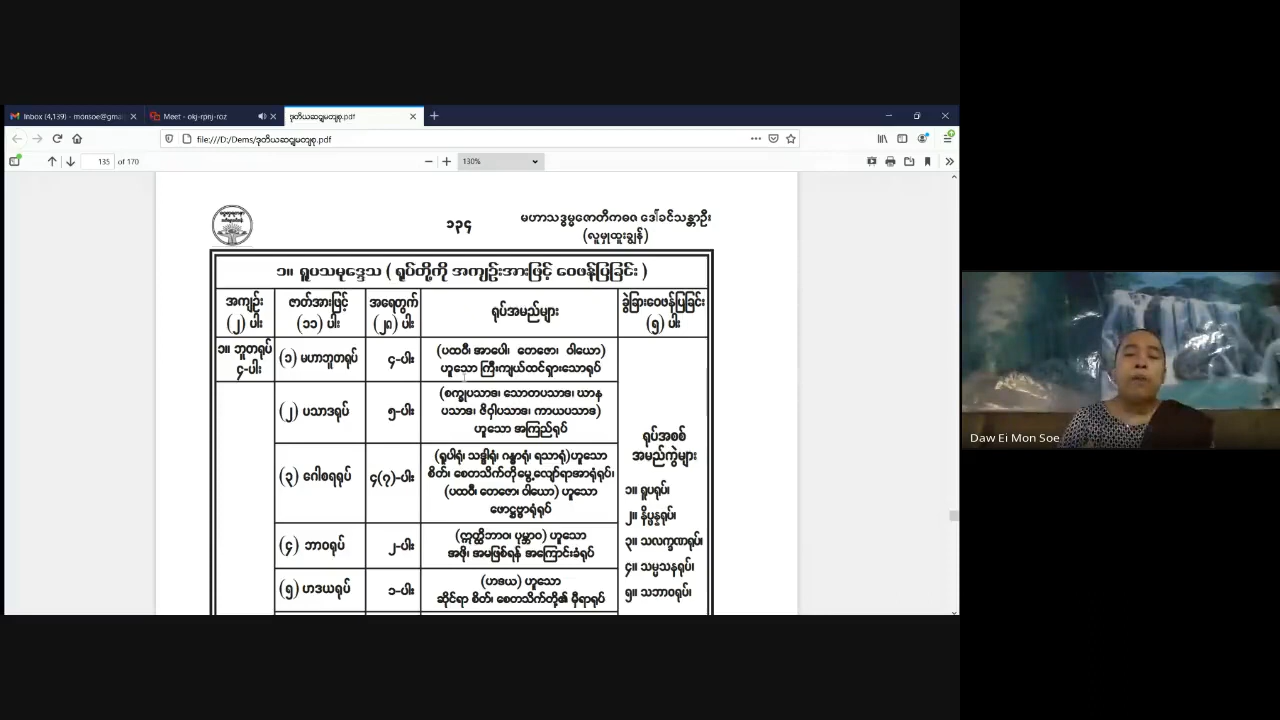 Inbox (4,139) - monsoe@gmai
Meet - okj-rpnj-roz
ဒုတိယဆငျ့မတျစု.pdf
file:///D:/Dems/ဒုတိယဆငျ့မတျစု.pdf
135 of 170
130%
၁၃၄
မဟာသဒ္ဓမ္မဇောတိကဓဇ ဒေါ်ခင်သန္တာဦး
(လူမှုထူးချွန်)
၁။ ရူပသမုဒ္ဒေသ ( ရုပ်တို့ကို အကျဉ်းအားဖြင့် ဝေဖန်ပြခြင်း )
အကျဉ်း
(၂) ပါး
ဇာတ်အားဖြင့်
(၁၁) ပါး
အရေတွက်
(၂၈) ပါး
ရုပ်အမည်များ
ခွဲခြားဝေဖန်ပြခြင်း
(၅) ပါး
၁။ ဘူတရုပ်
၄-ပါး
(၁) မဟာဘူတရုပ်
၄-ပါး
(ပထဝီ၊ အာပေါ၊ တေဇော၊ ဝါယော)
ဟူသော ကြီးကျယ်ထင်ရှားသောရုပ်
(၂) ပသာဒရုပ်
၅-ပါး
(စက္ခုပသာဒ၊ သောတပသာဒ၊ ဃာန
ပသာဒ၊ ဇိဝှါပသာဒ၊ ကာယပသာဒ)
ဟူသော အကြည်ရုပ်
(၃) ဂေါစရရုပ်
၄(၇)-ပါး
(ရူပါရုံ၊ သဒ္ဒါရုံ၊ ဂန္ဓာရုံ၊ ရသာရုံ)ဟူသော
စိတ်၊ စေတသိက်တို့မွေ့လျော်ရာအာရုံရုပ်၊
(ပထဝီ၊ တေဇော၊ ဝါယော) ဟူသော
ဖောဋ္ဌဗ္ဗာရုံရုပ်
(၄) ဘာဝရုပ်
၂-ပါး
(ဣတ္ထိဘာဝ၊ ပုမ္ဘာဝ) ဟူသော
အဖို၊ အမဖြစ်ရန် အကြောင်းခံရုပ်
(၅) ဟဒယရုပ်
၁-ပါး
(ဟဒယ) ဟူသော
ဆိုင်ရာ စိတ်၊ စေတသိက်တို့၏ မှီရာရုပ်
ရုပ်အစစ်
အမည်ကွဲများ
၁။ ရူပရုပ်၊
၂။ နိပ္ဖန္နရုပ်၊
၃။ သလက္ခဏရုပ်၊
၄။ သမ္မသနရုပ်၊
၅။ သဘာဝရုပ်၊
Daw Ei Mon Soe